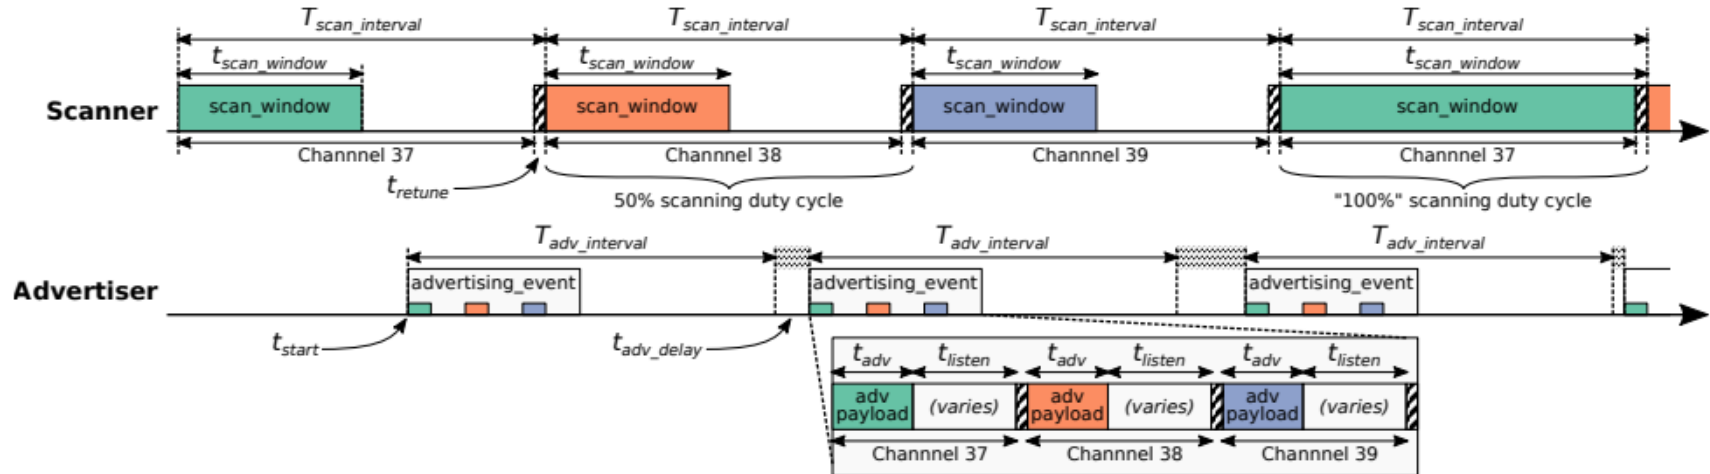 T_scan_interval T_scan_interval T_scan_interval T_scan_interval
t_scan_window t_scan_window t_scan_window t_scan_window
Scanner scan_window scan_window scan_window scan_window
Channnel 37 Channnel 38 Channnel 39 Channnel 37
t_retune 50% scanning duty cycle "100%" scanning duty cycle
T_adv_interval T_adv_interval T_adv_interval
advertising_event advertising_event advertising_event
Advertiser
t_start t_adv_delay
t_adv t_listen t_adv t_listen t_adv t_listen
adv payload (varies) adv payload (varies) adv payload (varies)
Channnel 37 Channnel 38 Channnel 39